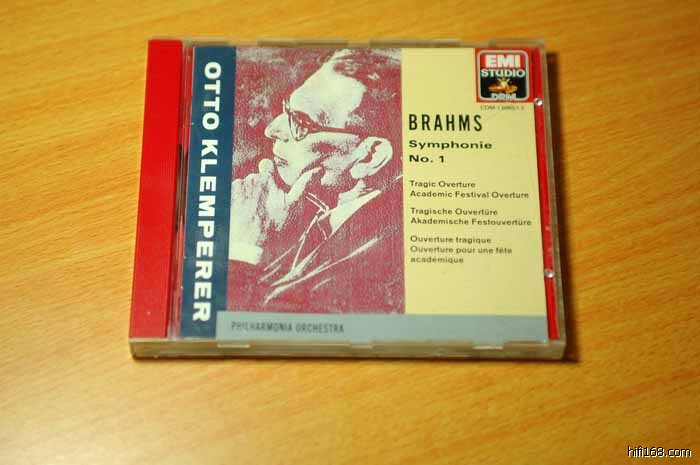 OTTO KLEMPERER
EMI
STUDIO
DRM
BRAHMS
Symphonie
No. 1
Tragic Overture
Academic Festival Overture
Tragische Ouvertüre
Akademische Festouvertüre
Ouverture tragique
Ouverture pour une fête
académique
PHILHARMONIA ORCHESTRA
hifi168.com